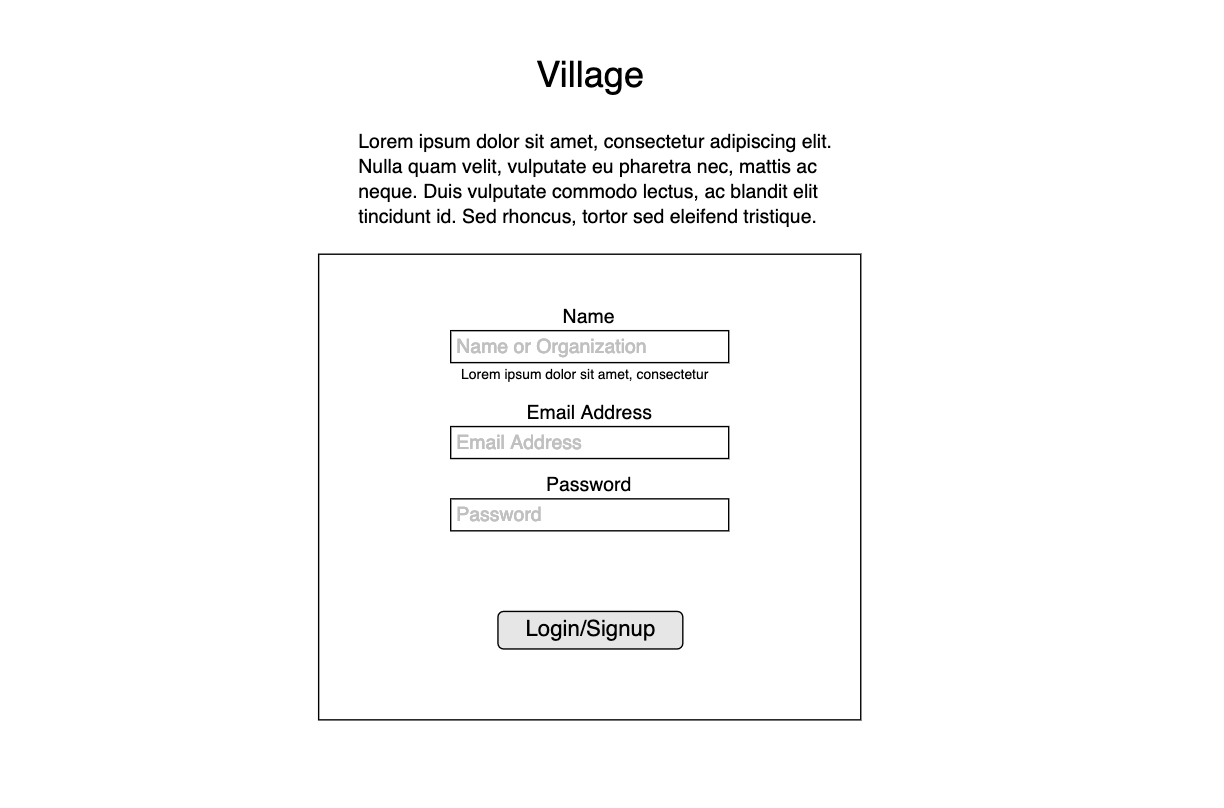 Village
Lorem ipsum dolor sit amet, consectetur adipiscing elit.
Nulla quam velit, vulputate eu pharetra nec, mattis ac
neque. Duis vulputate commodo lectus, ac blandit elit
tincidunt id. Sed rhoncus, tortor sed eleifend tristique.
Name
Name or Organization
Lorem ipsum dolor sit amet, consectetur
Email Address
Email Address
Password
Password
Login/Signup